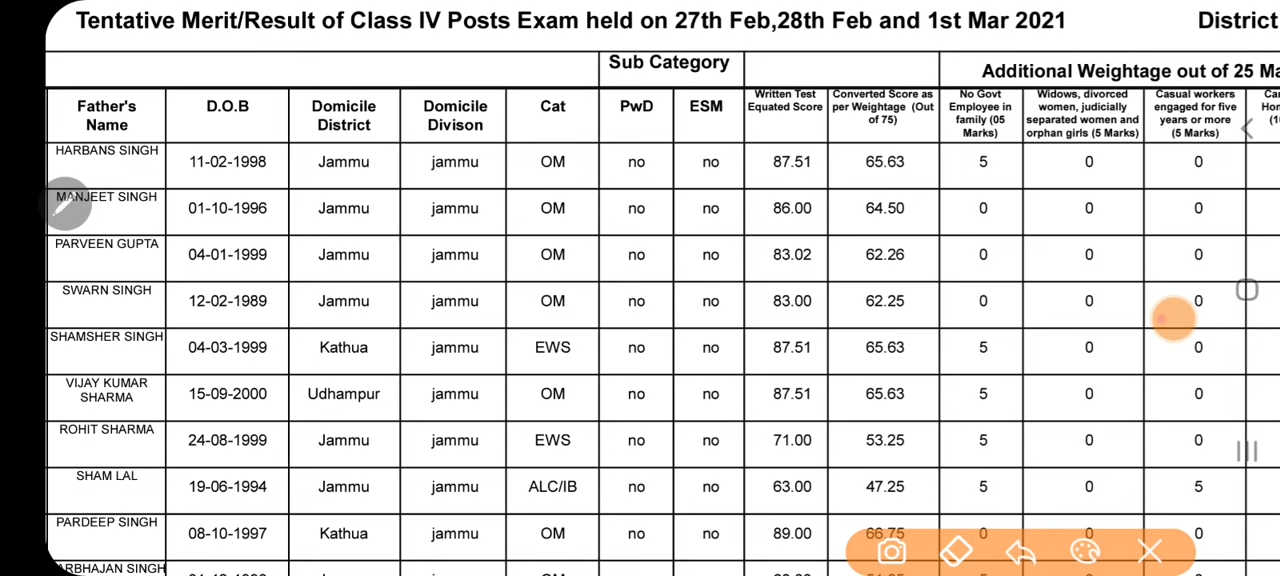 Tentative Merit/Result of Class IV Posts Exam held on 27th Feb,28th Feb and 1st Mar 2021 District
Sub Category Additional Weightage out of 25
Father's Name D.O.B Domicile District Domicile Divison Cat PwD ESM Written Test Equated Score Converted Score as per Weightage (Out of 75) No Govt Employee in family (05 Marks) Widows, divorced women, judicially separated women and orphan girls (5 Marks) Casual workers engaged for five years or more (5 Marks)
HARBANS SINGH 11-02-1998 Jammu jammu OM no no 87.51 65.63 5 0 0
MANJEET SINGH 01-10-1996 Jammu jammu OM no no 86.00 64.50 0 0 0
PARVEEN GUPTA 04-01-1999 Jammu jammu OM no no 83.02 62.26 0 0 0
SWARN SINGH 12-02-1989 Jammu jammu OM no no 83.00 62.25 0 0 0
SHAMSHER SINGH 04-03-1999 Kathua jammu EWS no no 87.51 65.63 5 0 0
VIJAY KUMAR SHARMA 15-09-2000 Udhampur jammu OM no no 87.51 65.63 5 0 0
ROHIT SHARMA 24-08-1999 Jammu jammu EWS no no 71.00 53.25 5 0 0
SHAM LAL 19-06-1994 Jammu jammu ALC/IB no no 63.00 47.25 5 0 5
PARDEEP SINGH 08-10-1997 Kathua jammu OM no no 89.00 66.75 0 0 0
SINGH